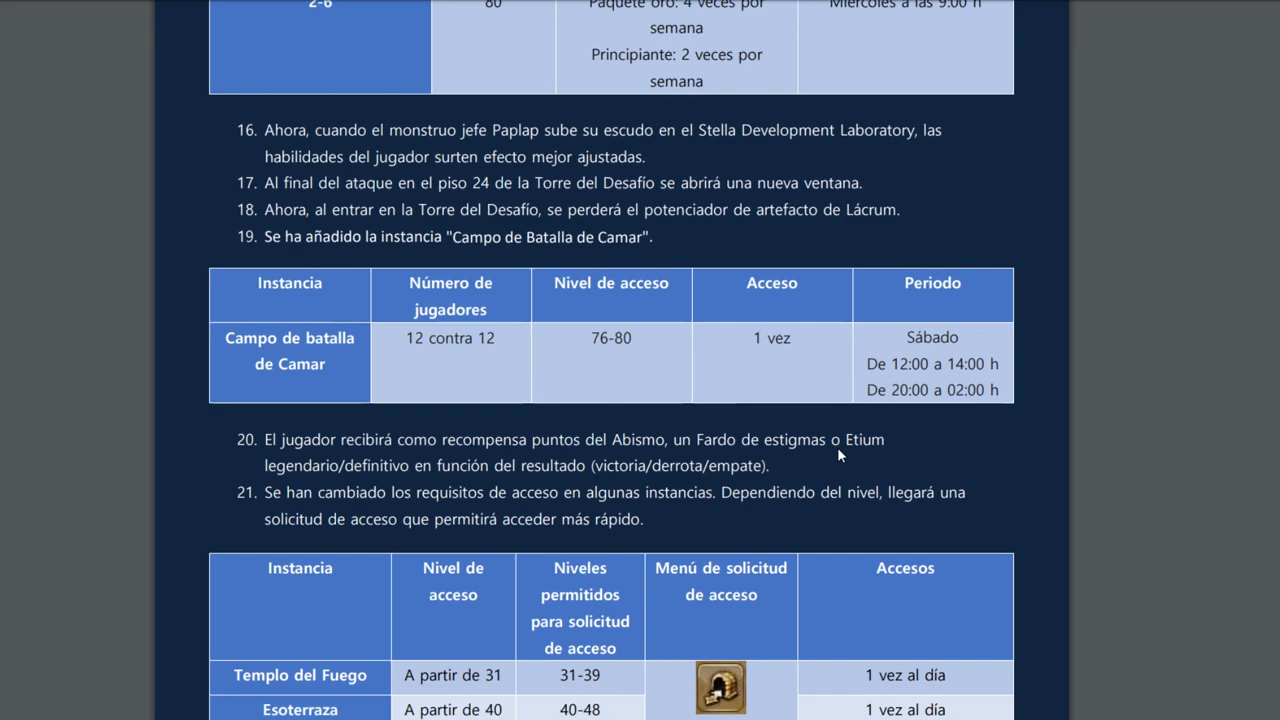 2-6
80
Paquete oro: 4 veces por
semana
Principiante: 2 veces por
semana
Miércoles a las 9:00 h
16. Ahora, cuando el monstruo jefe Paplap sube su escudo en el Stella Development Laboratory, las
habilidades del jugador surten efecto mejor ajustadas.
17. Al final del ataque en el piso 24 de la Torre del Desafío se abrirá una nueva ventana.
18. Ahora, al entrar en la Torre del Desafío, se perderá el potenciador de artefacto de Lácrum.
19. Se ha añadido la instancia "Campo de Batalla de Camar".
Instancia
Número de
jugadores
Nivel de acceso
Acceso
Periodo
Campo de batalla
de Camar
12 contra 12
76-80
1 vez
Sábado
De 12:00 a 14:00 h
De 20:00 a 02:00 h
20. El jugador recibirá como recompensa puntos del Abismo, un Fardo de estigmas o Etium
legendario/definitivo en función del resultado (victoria/derrota/empate).
21. Se han cambiado los requisitos de acceso en algunas instancias. Dependiendo del nivel, llegará una
solicitud de acceso que permitirá acceder más rápido.
Instancia
Nivel de
acceso
Niveles
permitidos
para solicitud
de acceso
Menú de solicitud
de acceso
Accesos
Templo del Fuego
A partir de 31
31-39
1 vez al día
Esoterraza
A partir de 40
40-48
1 vez al día